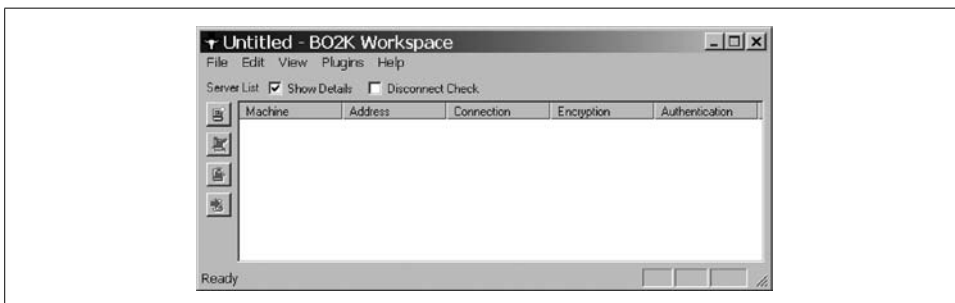 Untitled - BO2K Workspace
File Edit View Plugins Help
Server List Show Details Disconnect Check
Machine Address Connection Encryption Authentication
Ready